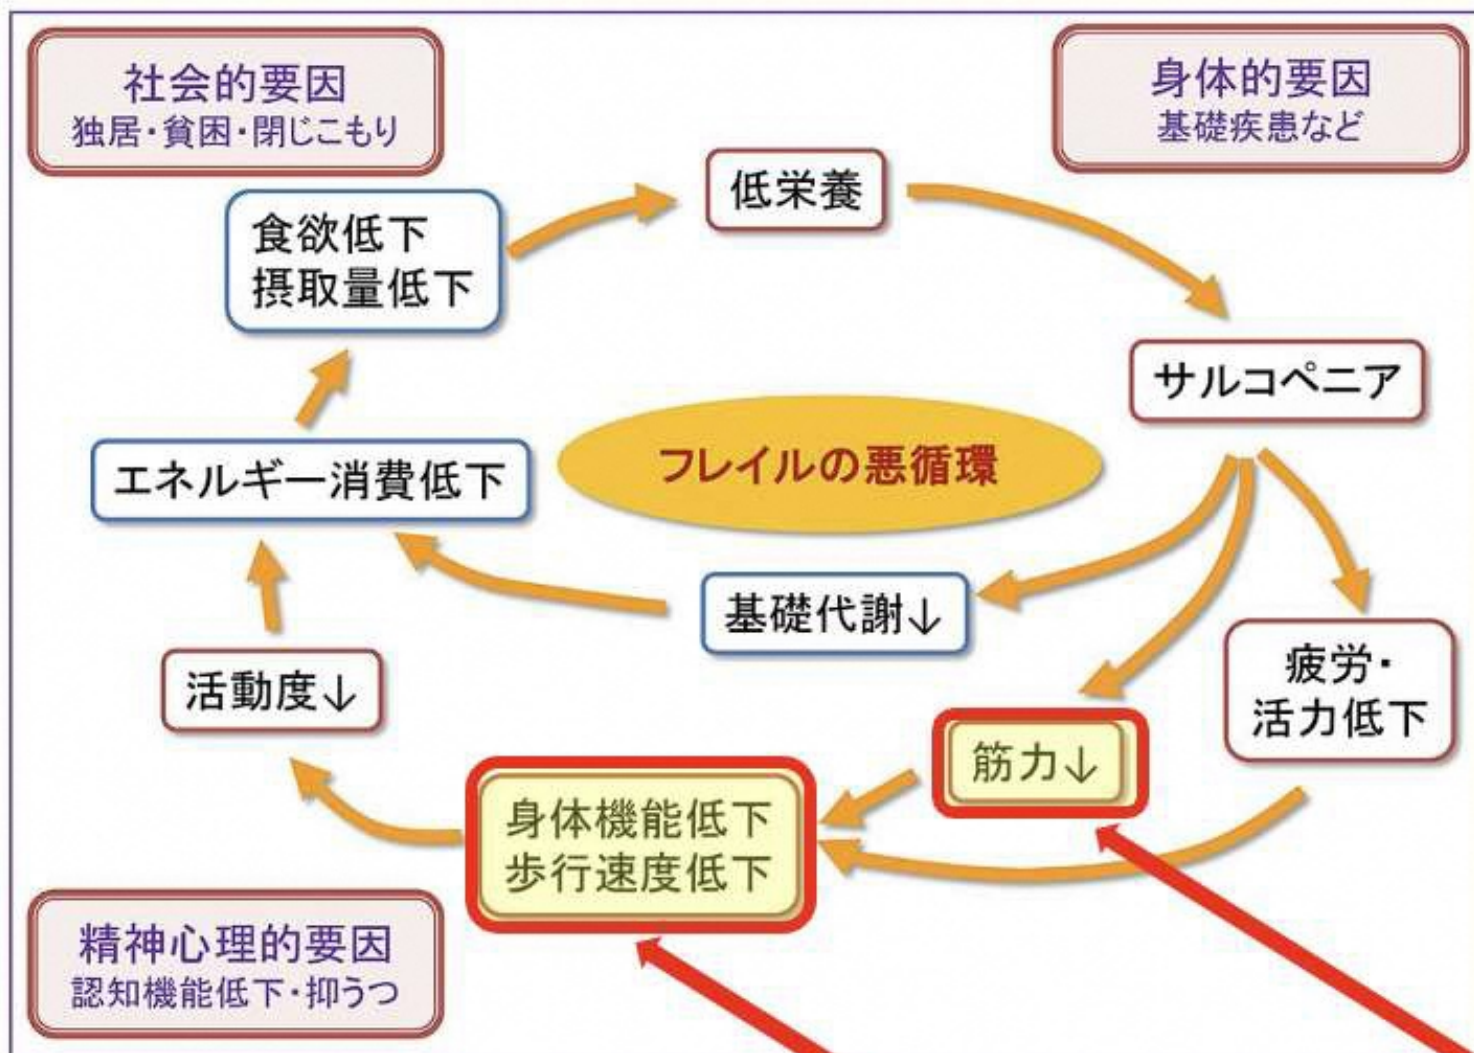 社会的要因
独居・貧困・閉じこもり
身体的要因
基礎疾患など
低栄養
食欲低下
摂取量低下
サルコペニア
フレイルの悪循環
エネルギー消費低下
基礎代謝↓
疲労・
活力低下
活動度↓
筋力↓
身体機能低下
歩行速度低下
精神心理的要因
認知機能低下・抑うつ